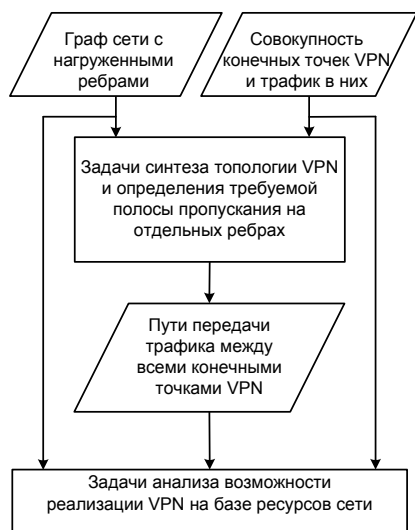 Граф сети с
нагруженными
ребрами
Совокупность
конечных точек VPN
и трафик в них
Задачи синтеза топологии VPN
и определения требуемой
полосы пропускания на
отдельных ребрах
Пути передачи
трафика между
всеми конечными
точками VPN
Задачи анализа возможности
реализации VPN на базе ресурсов сети